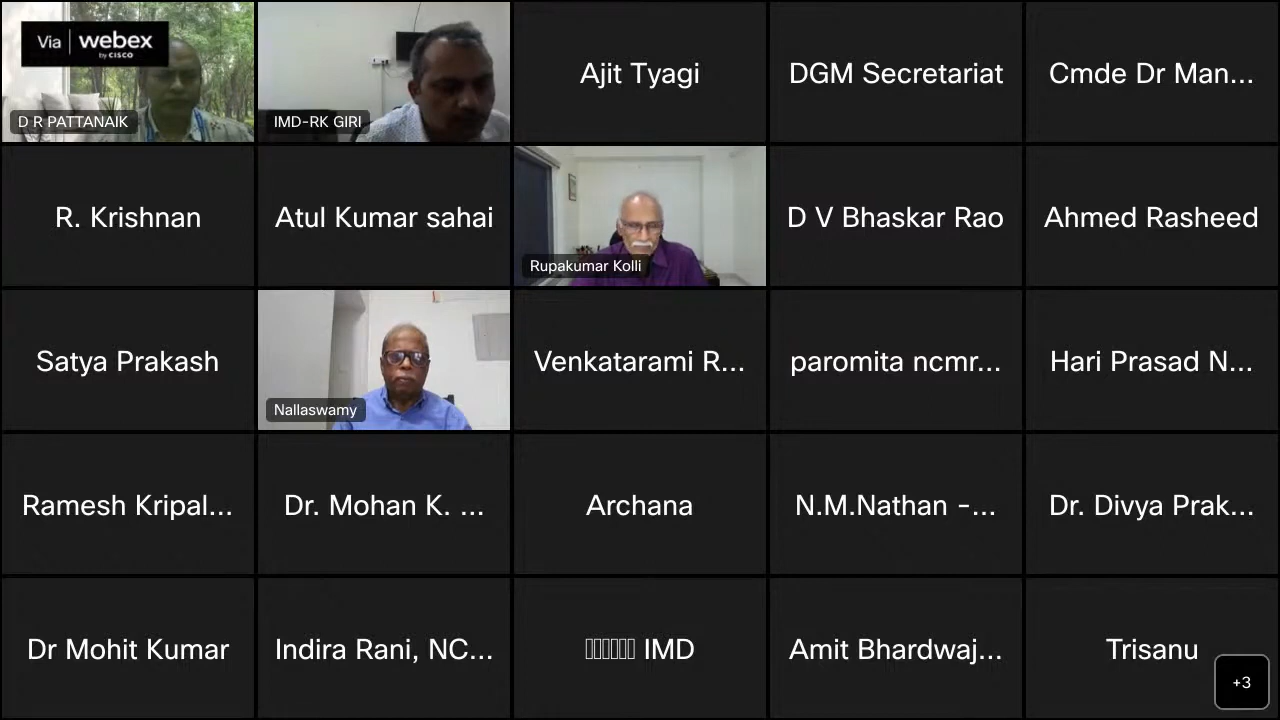 Via webex
by CISCO
D R PATTANAIK
IMD-RK GIRI
Ajit Tyagi
DGM Secretariat
Cmde Dr Man...
R. Krishnan
Atul Kumar sahai
Rupakumar Kolli
D V Bhaskar Rao
Ahmed Rasheed
Satya Prakash
Nallaswamy
Venkatarami R...
paromita ncmr...
Hari Prasad N...
Ramesh Kripal...
Dr. Mohan K. ...
Archana
N.M.Nathan -...
Dr. Divya Prak...
Dr Mohit Kumar
Indira Rani, NC...
IMD
Amit Bhardwaj...
Trisanu
+3